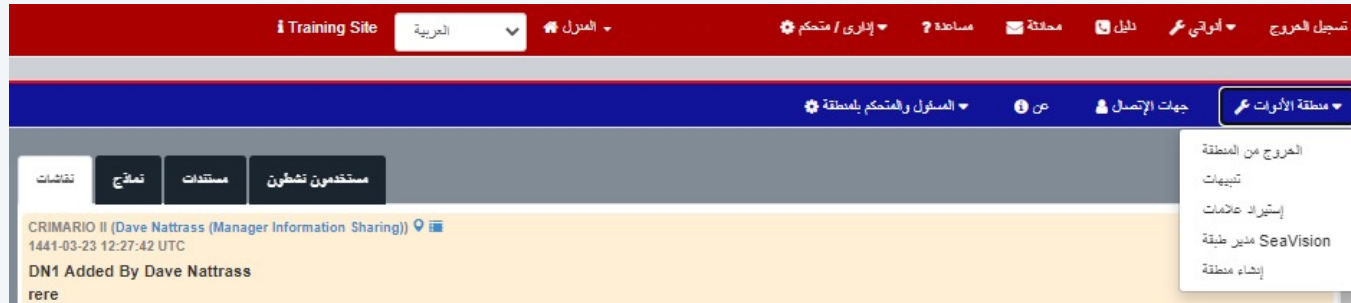 تسجيل الخروج
أدواتي
دليل
محادثة
مساعدة
إدارى / متحكم
المنزل
العربية
Training Site
منطقة الأدوات
جهات الإتصال
عن
المسئول والمتحكم بلمنطقة
الخروج من المنطقة
تنبيهات
إستيراد علامات
SeaVision مدير طبقة
إنشاء منطقة
مستخدمون نشطون
مستندات
نماذج
نقاشات
CRIMARIO II (Dave Nattrass (Manager Information Sharing))
1441-03-23 12:27:42 UTC
DN1 Added By Dave Nattrass
rere